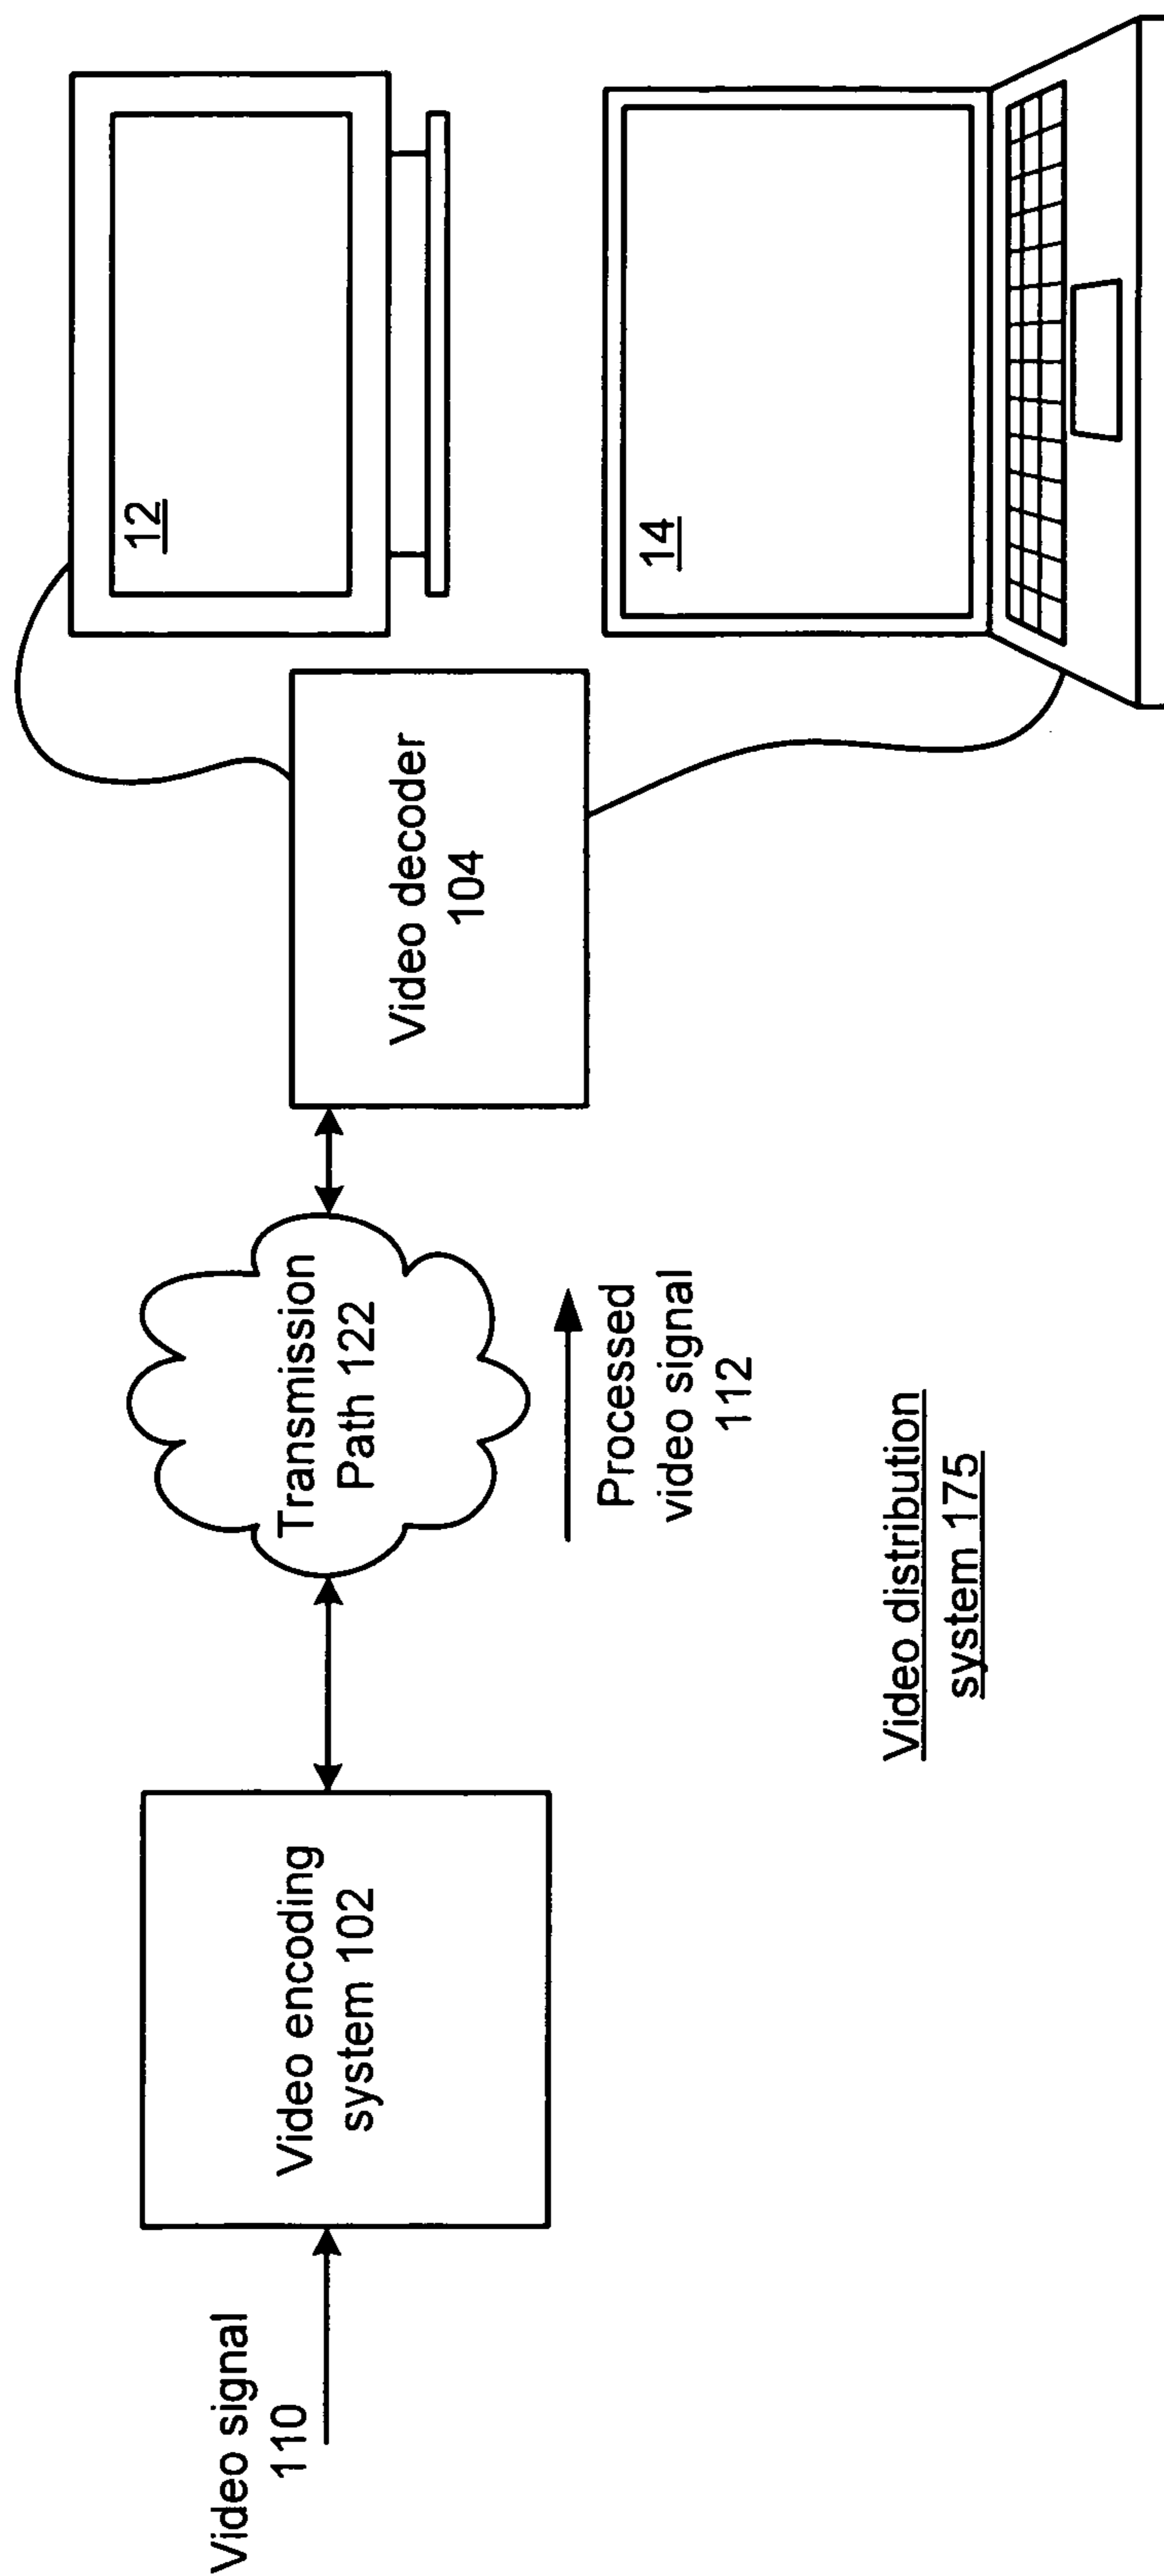 Video signal
110
Video encoding
system 102
Transmission
Path 122
Processed
video signal
112
Video decoder
104
12
14
Video distribution
system 175